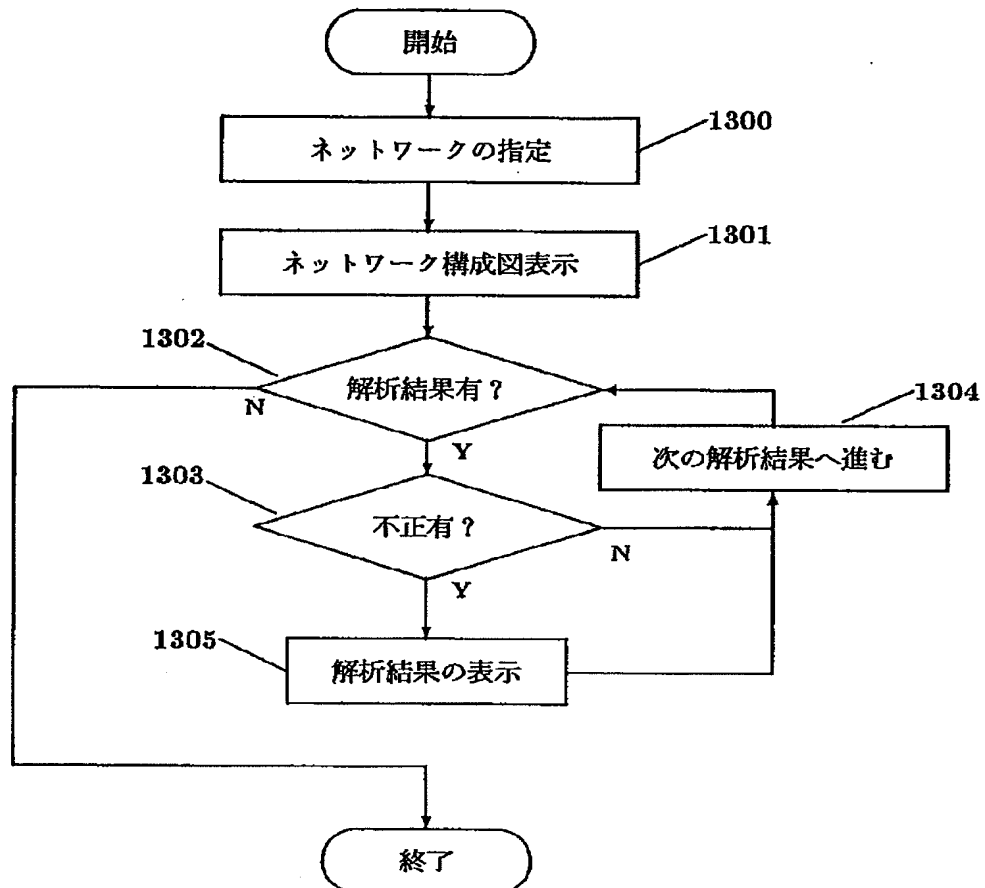 開始
1300
ネットワークの指定
1301
ネットワーク構成図表示
1302
解析結果有？
N
Y
1304
次の解析結果へ進む
1303
不正有？
N
Y
1305
解析結果の表示
終了